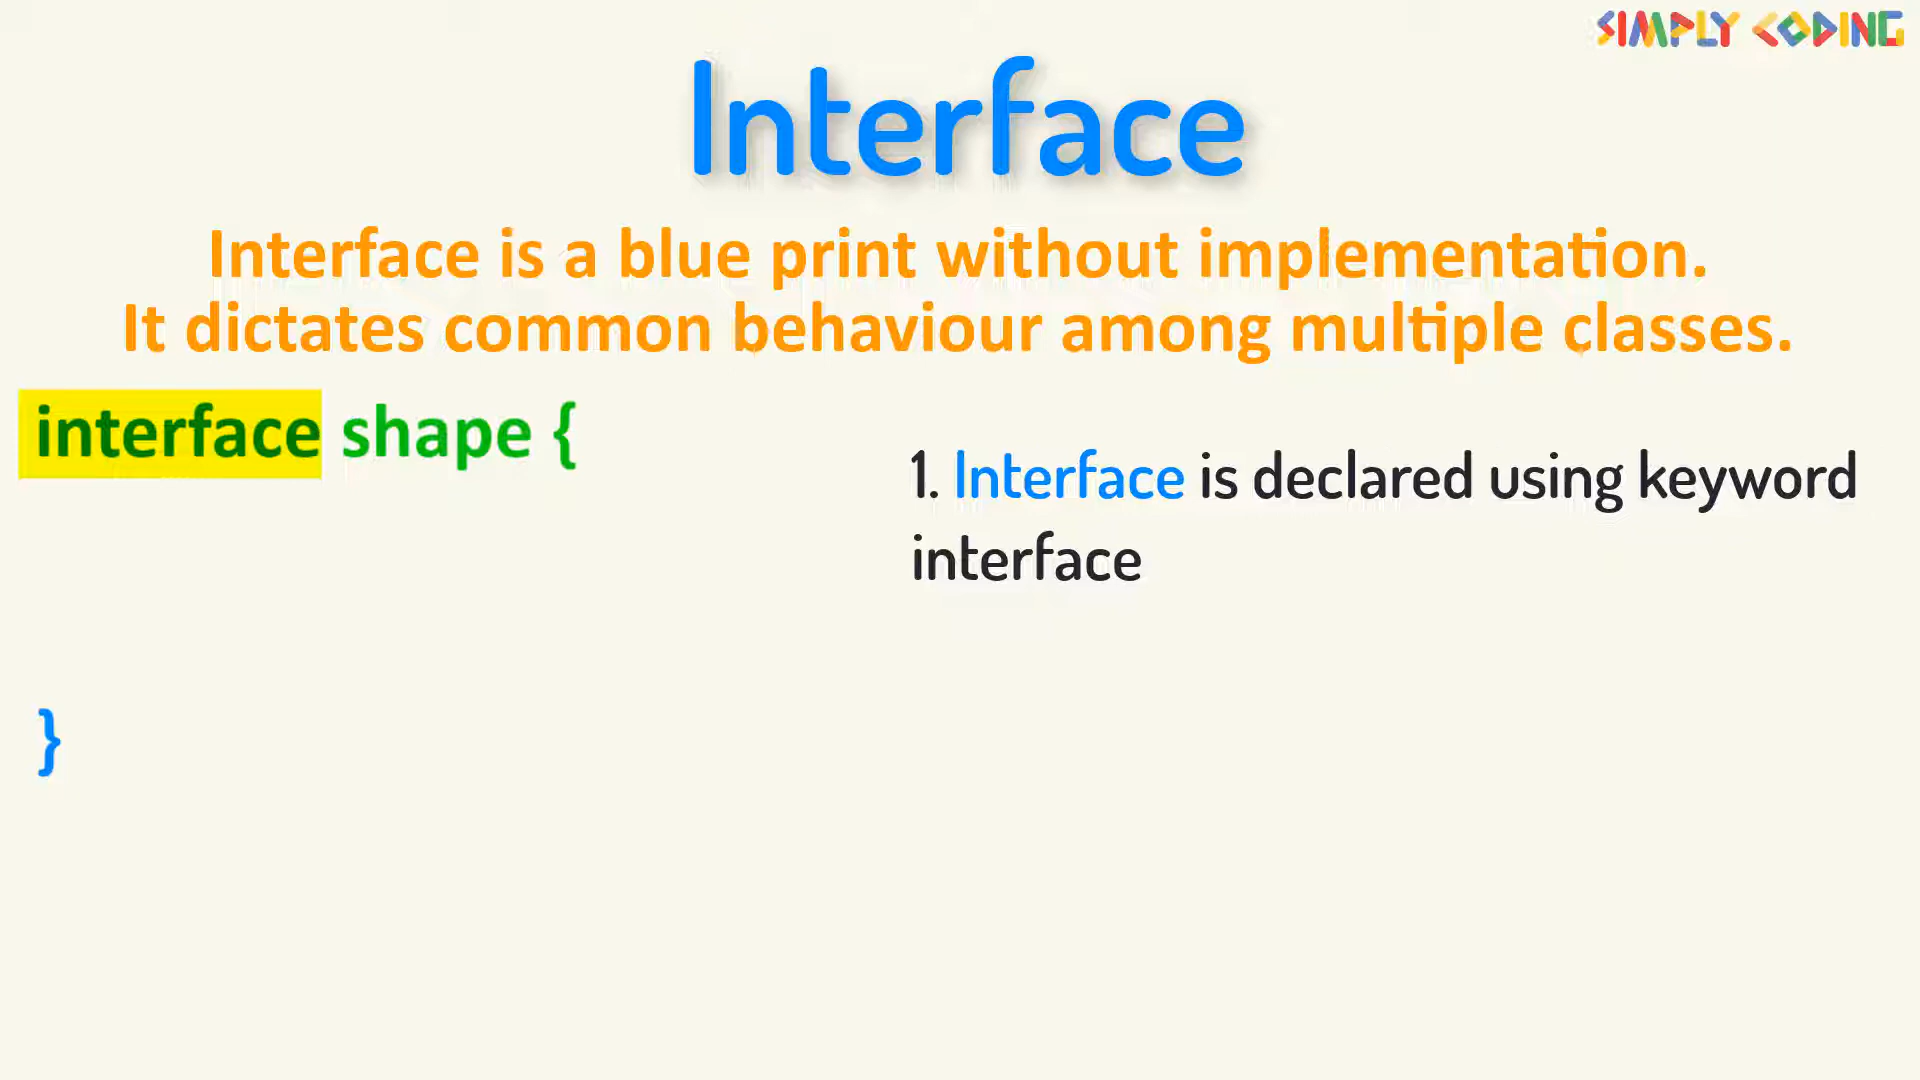 SIMPLY CODING
Interface
Interface is a blue print without implementation.
It dictates common behaviour among multiple classes.
interface shape {
1. Interface is declared using keyword
interface
}